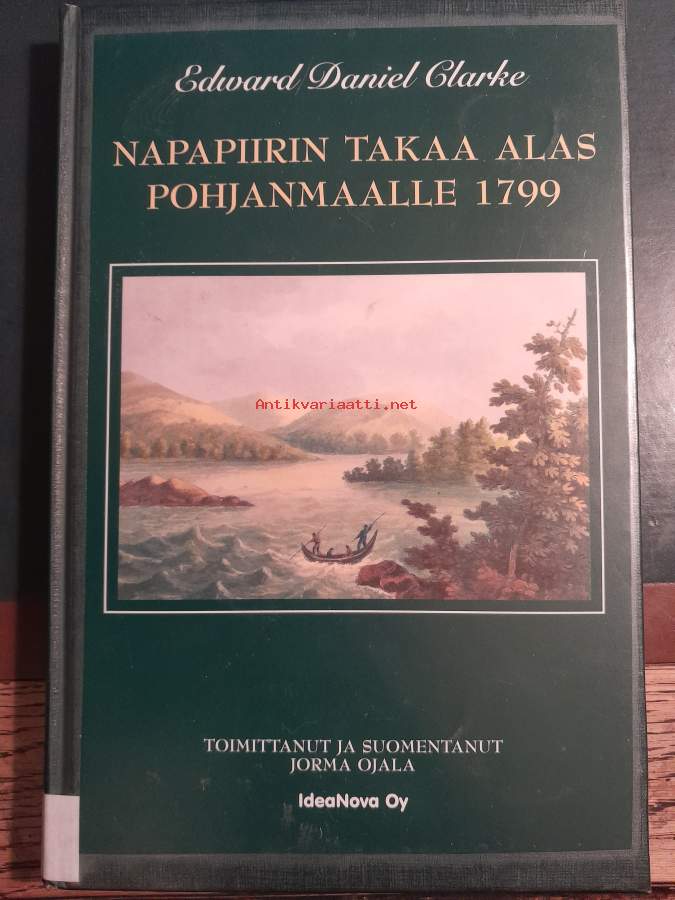 Edward Daniel Clarke
NAPAPIIRIN TAKAA ALAS
POHJANMAALLE 1799
Antikvariaatti.net
TOIMITTANUT JA SUOMENTANUT
JORMA OJALA
IdeaNova Oy